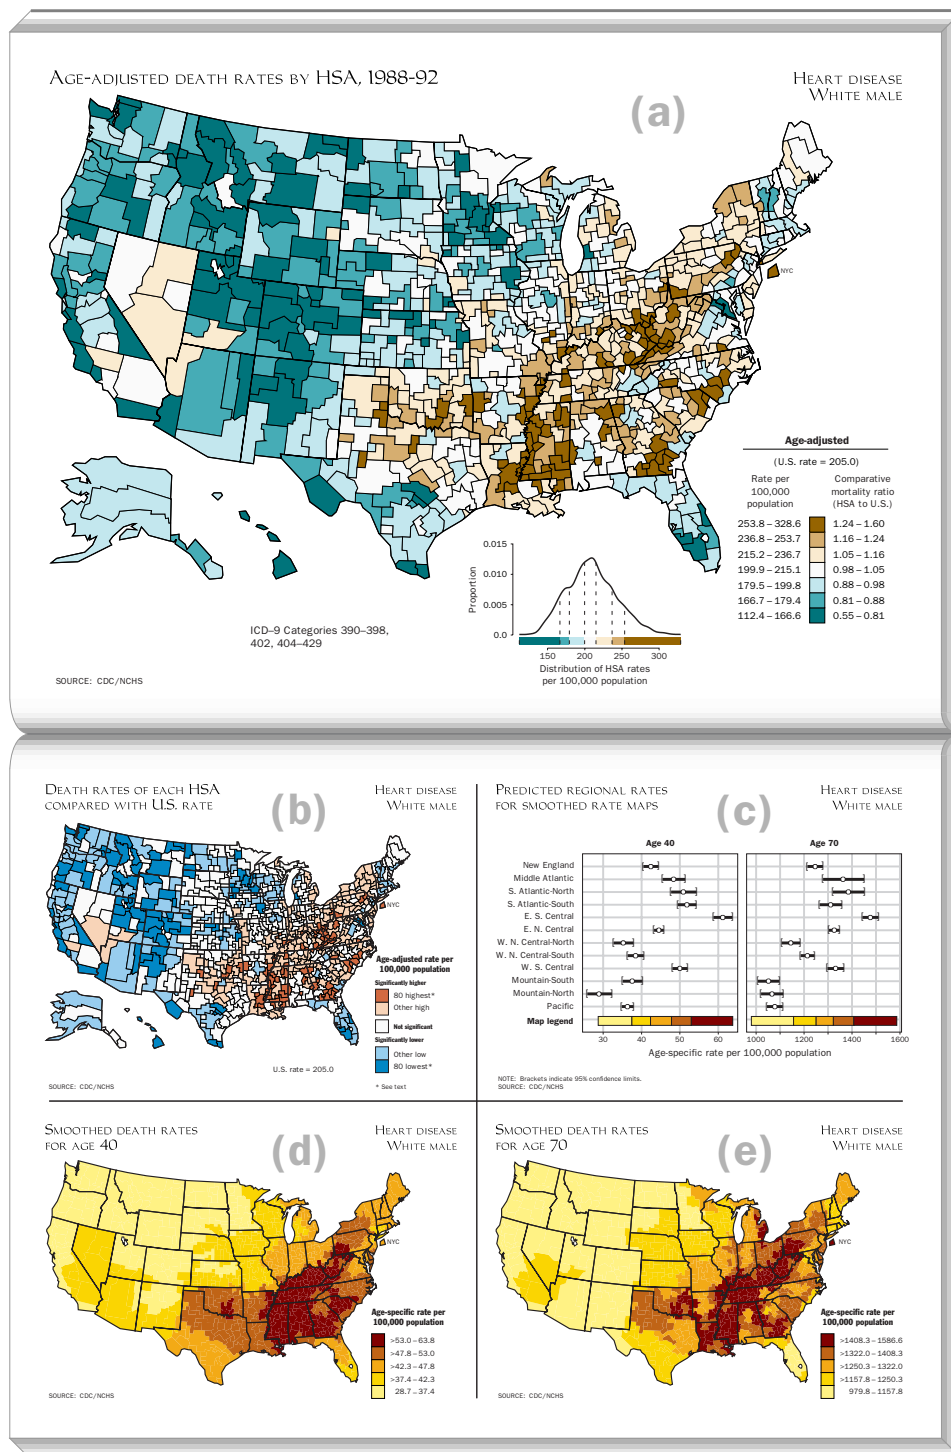 AGE-ADJUSTED DEATH RATES BY HSA, 1988-92
HEART DISEASE
WHITE MALE
(a)
NYC
Age-adjusted
(U.S. rate = 205.0)
Rate per 100,000 population
Comparative mortality ratio (HSA to U.S.)
253.8 – 328.6 1.24 – 1.60
236.8 – 253.7 1.16 – 1.24
215.2 – 236.7 1.05 – 1.16
199.9 – 215.1 0.98 – 1.05
179.5 – 199.8 0.88 – 0.98
166.7 – 179.4 0.81 – 0.88
112.4 – 166.6 0.55 – 0.81
Proportion
0.015
0.010
0.005
0.0
150 200 250 300
Distribution of HSA rates
per 100,000 population
ICD–9 Categories 390–398,
402, 404–429
SOURCE: CDC/NCHS
DEATH RATES OF EACH HSA
COMPARED WITH U.S. RATE
(b)
HEART DISEASE
WHITE MALE
NYC
Age-adjusted rate per
100,000 population
Significantly higher
80 highest*
Other high
Not significant
Significantly lower
Other low
80 lowest*
U.S. rate = 205.0
* See text
SOURCE: CDC/NCHS
PREDICTED REGIONAL RATES
FOR SMOOTHED RATE MAPS
(c)
HEART DISEASE
WHITE MALE
Age 40 Age 70
New England
Middle Atlantic
S. Atlantic-North
S. Atlantic-South
E. S. Central
E. N. Central
W. N. Central-North
W. N. Central-South
W. S. Central
Mountain-South
Mountain-North
Pacific
Map legend
30 40 50 60 1000 1200 1400 1600
Age-specific rate per 100,000 population
NOTE: Brackets indicate 95% confidence limits.
SOURCE: CDC/NCHS
SMOOTHED DEATH RATES
FOR AGE 40
(d)
HEART DISEASE
WHITE MALE
NYC
Age-specific rate per
100,000 population
>53.0 – 63.8
>47.8 – 53.0
>42.3 – 47.8
>37.4 – 42.3
28.7 – 37.4
SOURCE: CDC/NCHS
SMOOTHED DEATH RATES
FOR AGE 70
(e)
HEART DISEASE
WHITE MALE
NYC
Age-specific rate per
100,000 population
>1408.3 – 1586.6
>1322.0 – 1408.3
>1250.3 – 1322.0
>1157.8 – 1250.3
979.8 – 1157.8
SOURCE: CDC/NCHS